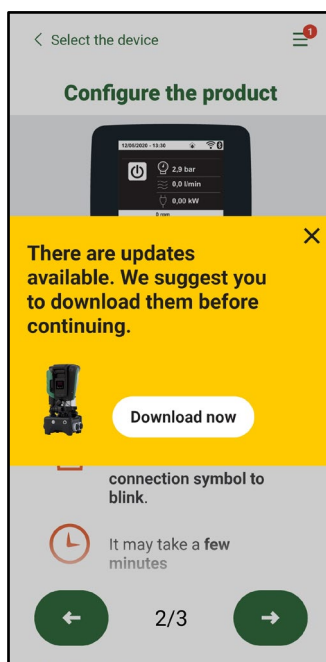 Select the device
1
Configure the product
12/05/2020 - 13:30
2,9 bar
0,0 l/min
0,00 kW
There are updates
available. We suggest you
to download them before
continuing.
Download now
connection symbol to
blink.
It may take a few
minutes
2/3